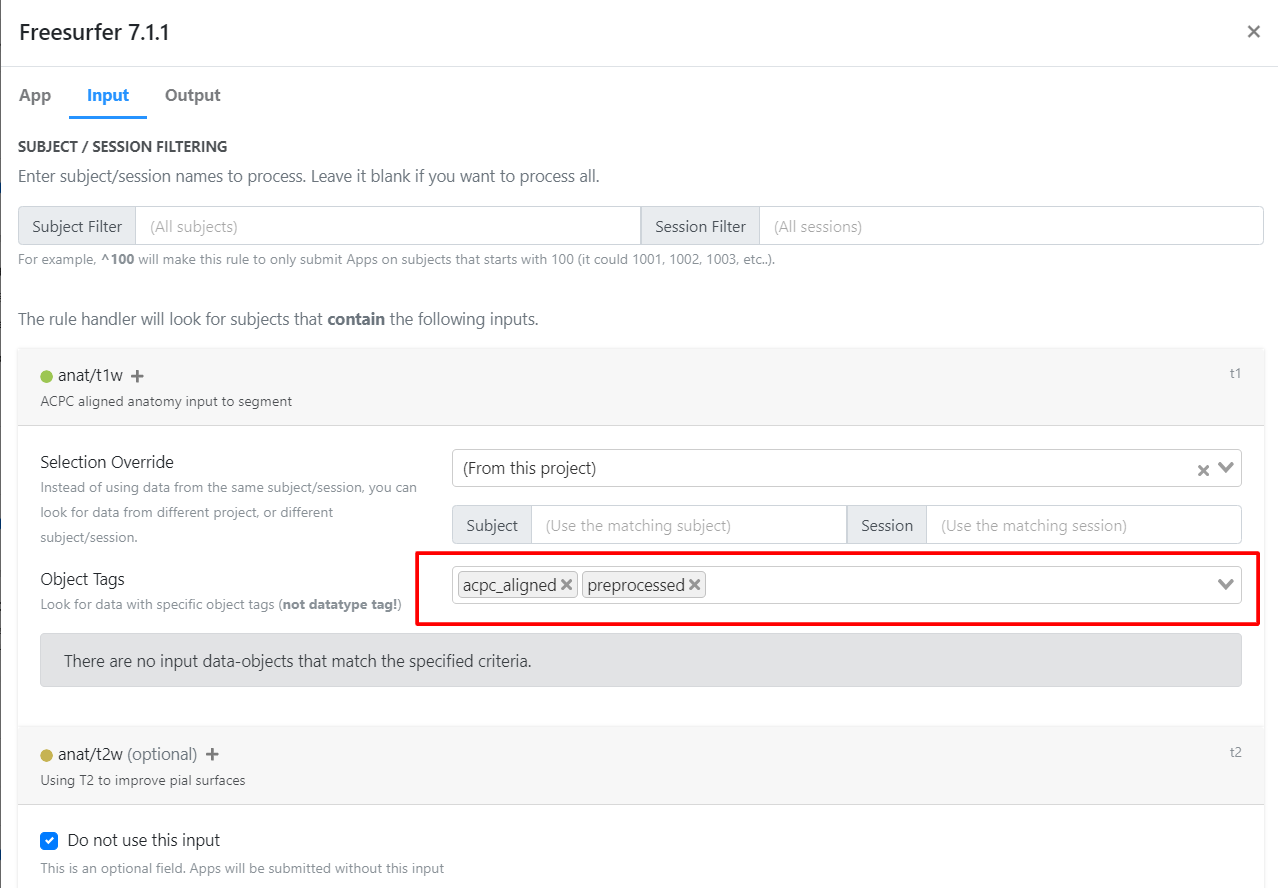 Freesurfer 7.1.1
App Input Output
SUBJECT / SESSION FILTERING
Enter subject/session names to process. Leave it blank if you want to process all.
Subject Filter (All subjects) Session Filter (All sessions)
For example, ^100 will make this rule to only submit Apps on subjects that starts with 100 (it could 1001, 1002, 1003, etc..).
The rule handler will look for subjects that contain the following inputs.
anat/t1w t1
ACPC aligned anatomy input to segment
Selection Override
(From this project)
Instead of using data from the same subject/session, you can
look for data from different project, or different
subject/session.
Subject (Use the matching subject) Session (Use the matching session)
Object Tags
Look for data with specific object tags (not datatype tag!)
acpc_aligned preprocessed
There are no input data-objects that match the specified criteria.
anat/t2w (optional) t2
Using T2 to improve pial surfaces
Do not use this input
This is an optional field. Apps will be submitted without this input